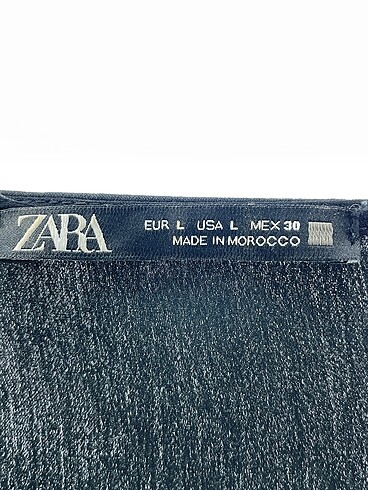 ZARA
EUR L USA L MEX 30
MADE IN MOROCCO